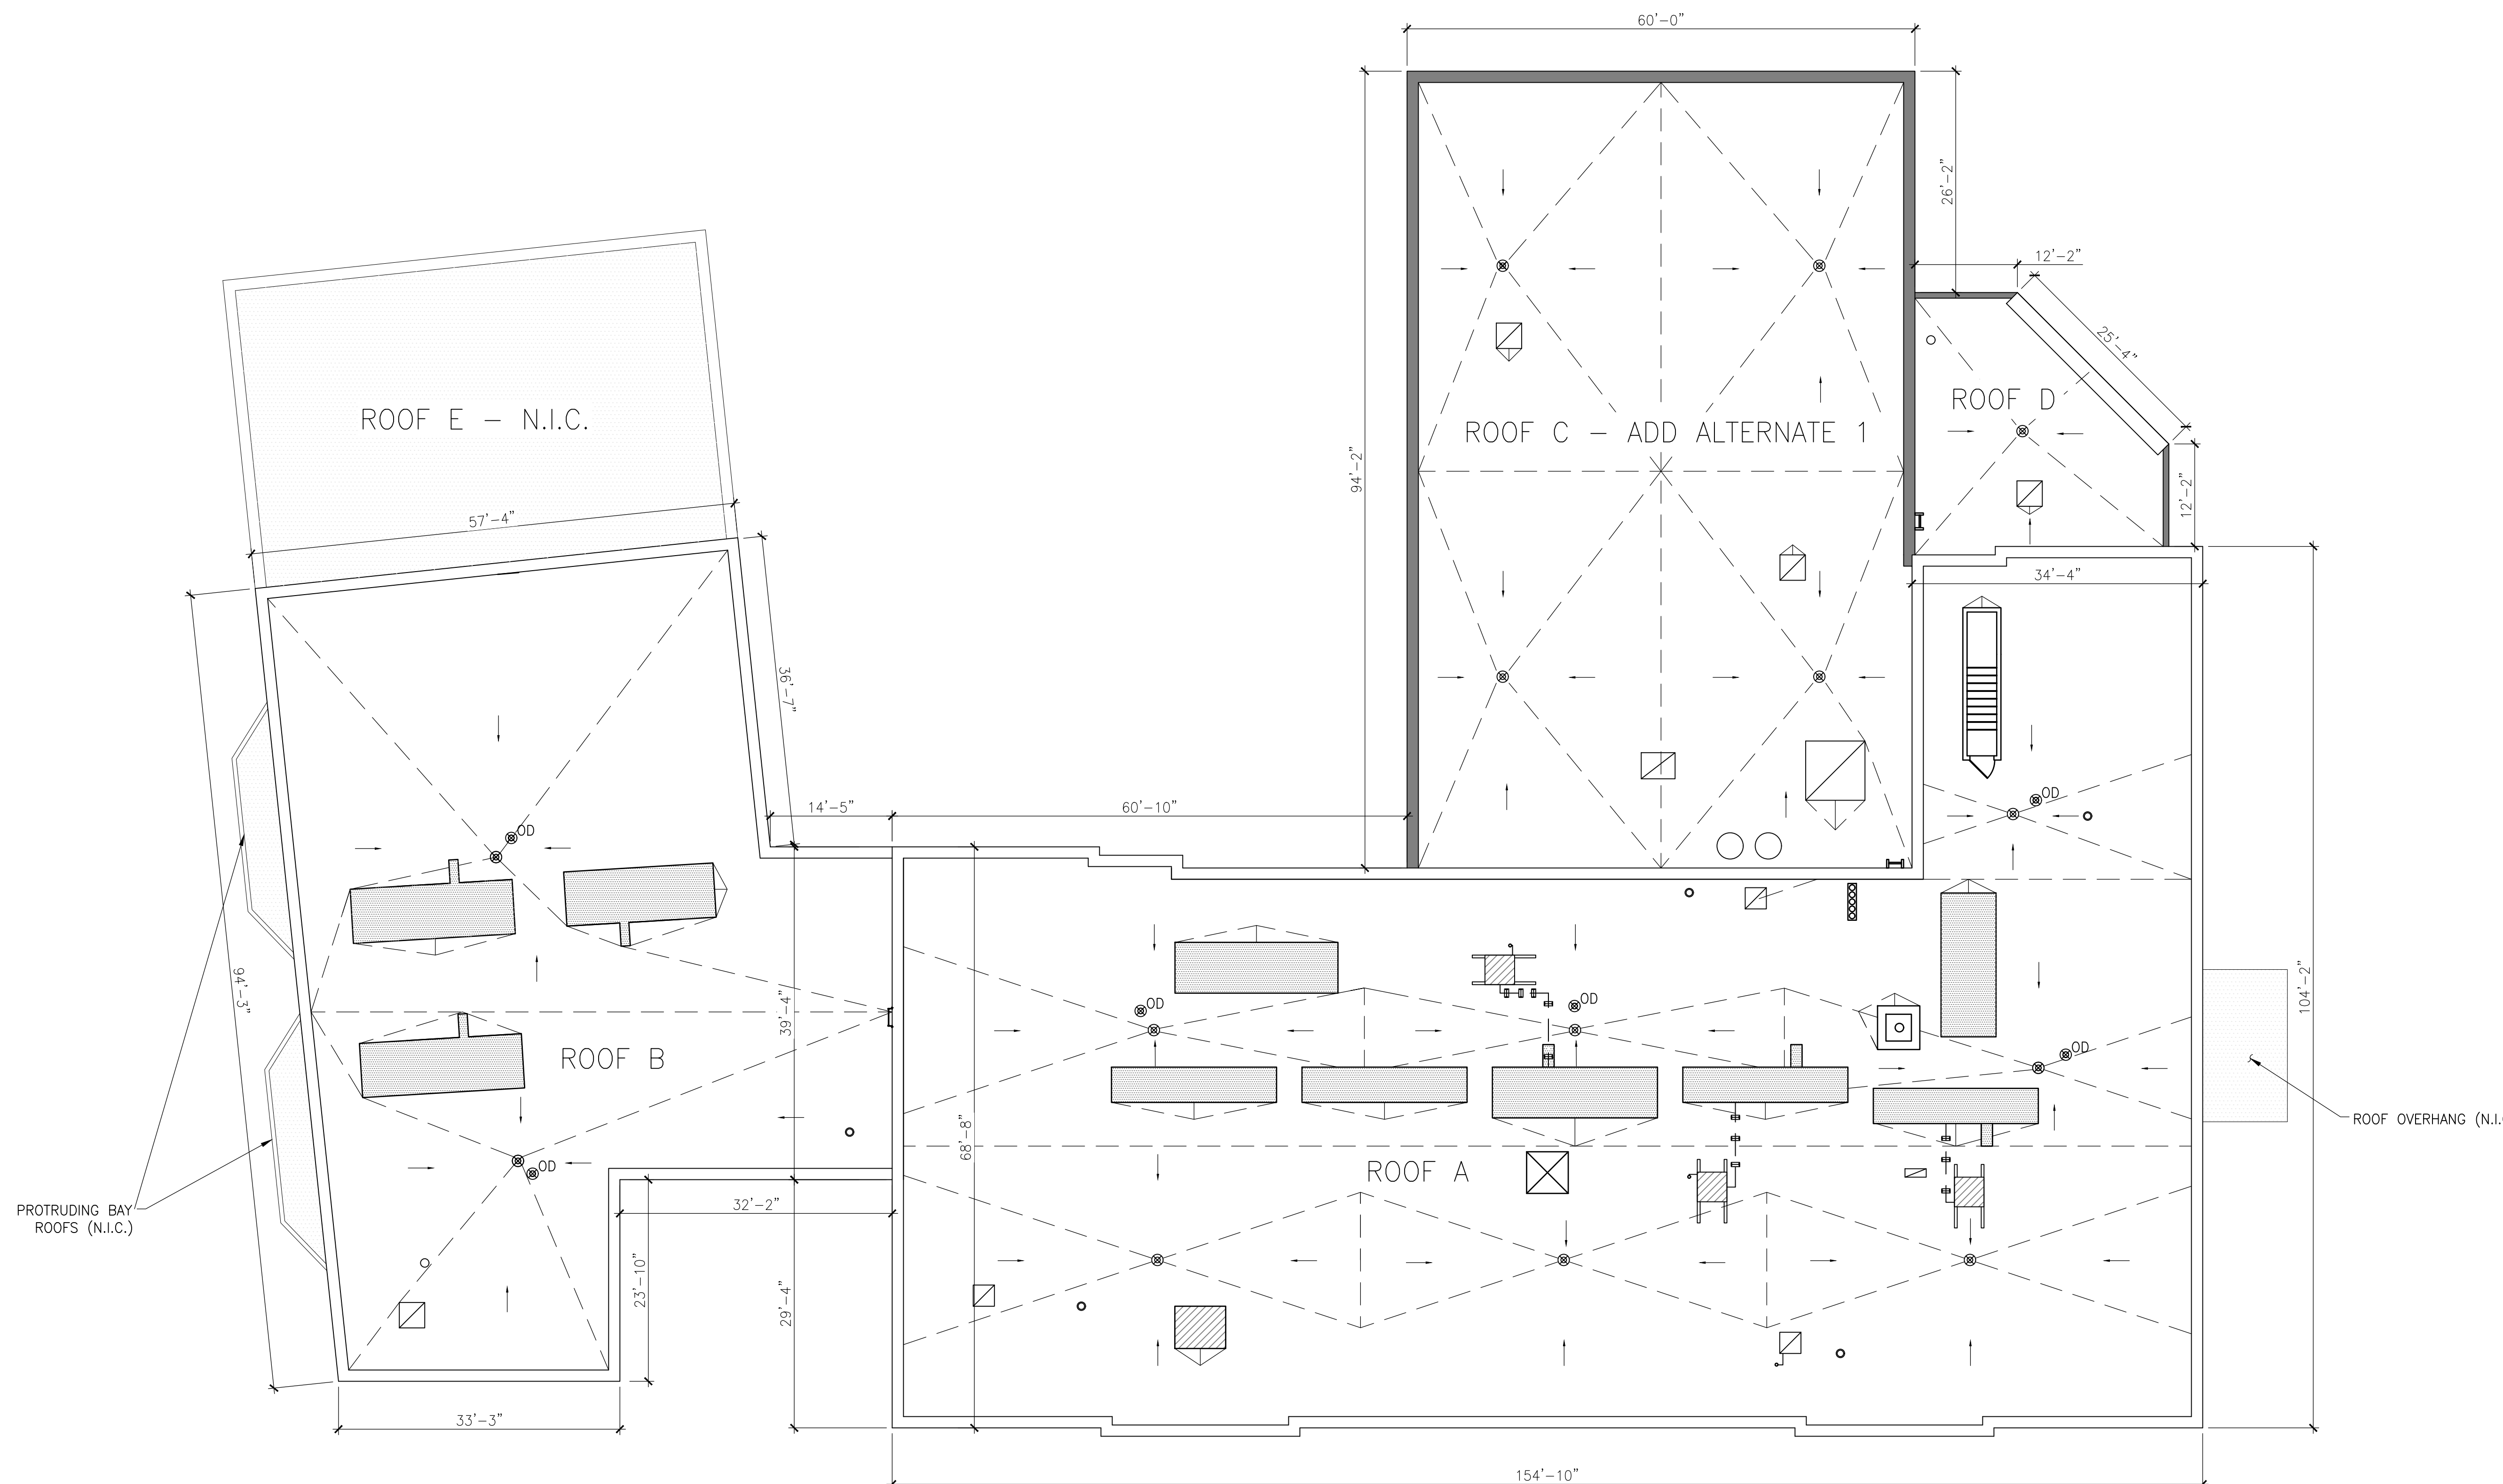 60'-0"
26'-2"
12'-2"
25'-4"
ROOF D
ROOF E – N.I.C.
ROOF C – ADD ALTERNATE 1
94'-2"
12'-2"
57'-4"
34'-4"
36'-7"
14'-5"
60'-10"
OD
OD
94'-3"
104'-2"
OD
OD
39'-4"
OD
ROOF B
ROOF OVERHANG (N.I.
68'-8"
ROOF A
OD
PROTRUDING BAY
ROOFS (N.I.C.)
32'-2"
23'-10"
29'-4"
33'-3"
154'-10"